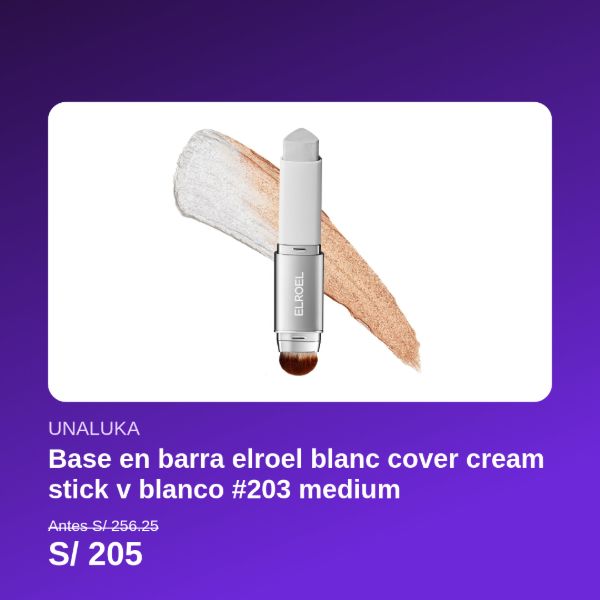 ELROEL
UNALUKA
Base en barra elroel blanc cover cream
stick v blanco #203 medium
Antes S/ 256.25
S/ 205